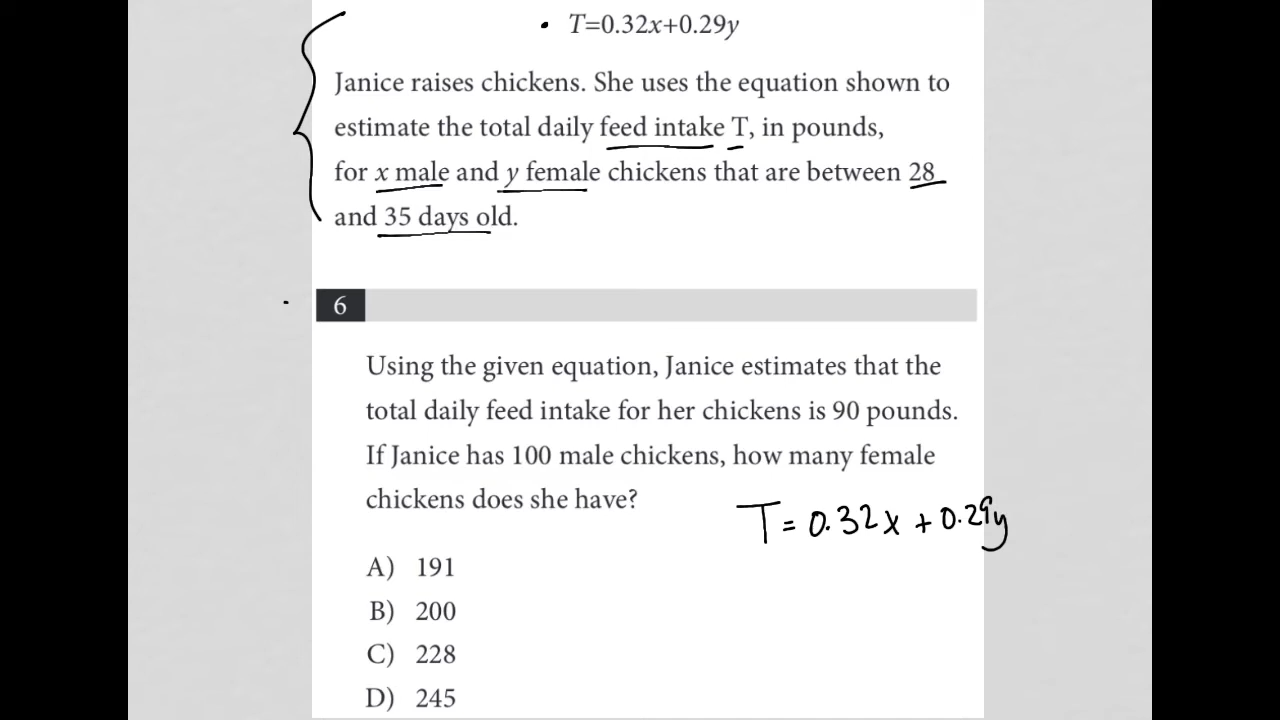 • T=0.32x+0.29y
Janice raises chickens. She uses the equation shown to
estimate the total daily feed intake T, in pounds,
for x male and y female chickens that are between 28
and 35 days old.
6
Using the given equation, Janice estimates that the
total daily feed intake for her chickens is 90 pounds.
If Janice has 100 male chickens, how many female
chickens does she have?
T = 0.32x + 0.29y
A) 191
B) 200
C) 228
D) 245